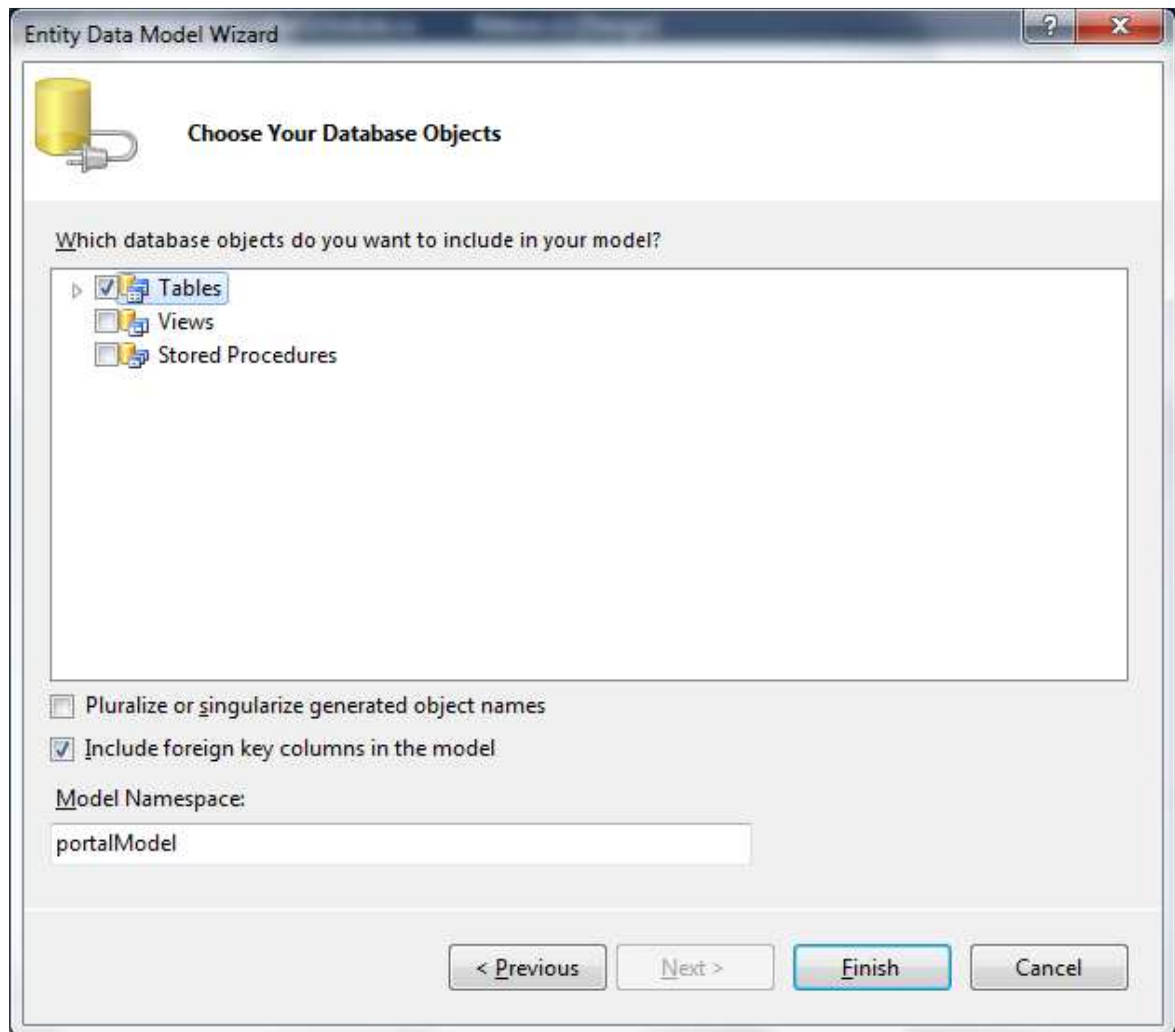 Entity Data Model Wizard
Choose Your Database Objects
Which database objects do you want to include in your model?
Tables
Views
Stored Procedures
Pluralize or singularize generated object names
Include foreign key columns in the model
Model Namespace:
portalModel
< Previous Next > Finish Cancel